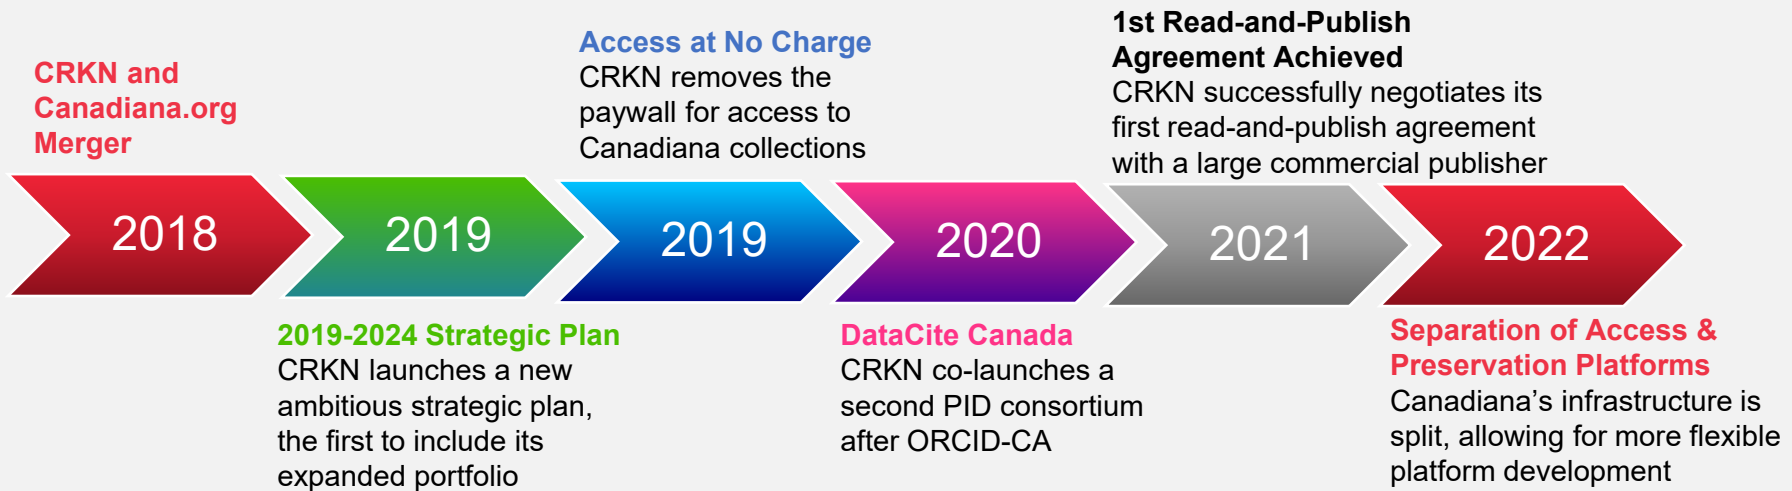 CRKN and
Canadiana.org
Merger
2018
2019
2019-2024 Strategic Plan
CRKN launches a new
ambitious strategic plan,
the first to include its
expanded portfolio
Access at No Charge
CRKN removes the
paywall for access to
Canadiana collections
2019
2020
DataCite Canada
CRKN co-launches a
second PID consortium
after ORCID-CA
1st Read-and-Publish
Agreement Achieved
CRKN successfully negotiates its
first read-and-publish agreement
with a large commercial publisher
2021
2022
Separation of Access &
Preservation Platforms
Canadiana’s infrastructure is
split, allowing for more flexible
platform development